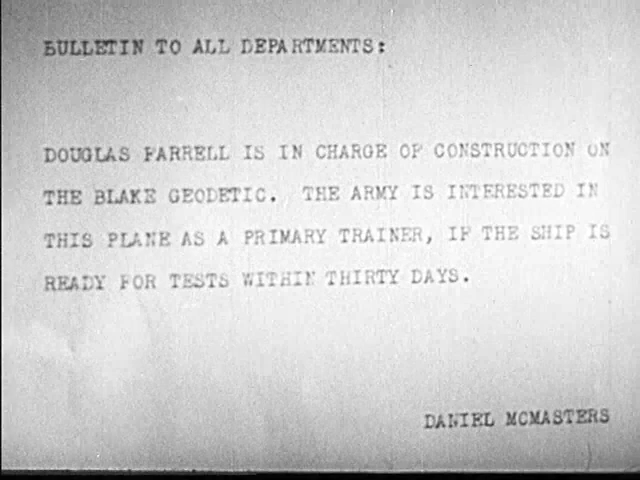 BULLETIN TO ALL DEPARTMENTS:
DOUGLAS FARRELL IS IN CHARGE OF CONSTRUCTION ON
THE BLAKE GEODETIC. THE ARMY IS INTERESTED IN
THIS PLANE AS A PRIMARY TRAINER, IF THE SHIP IS
READY FOR TESTS WITHIN THIRTY DAYS.
DANIEL MCMASTERS